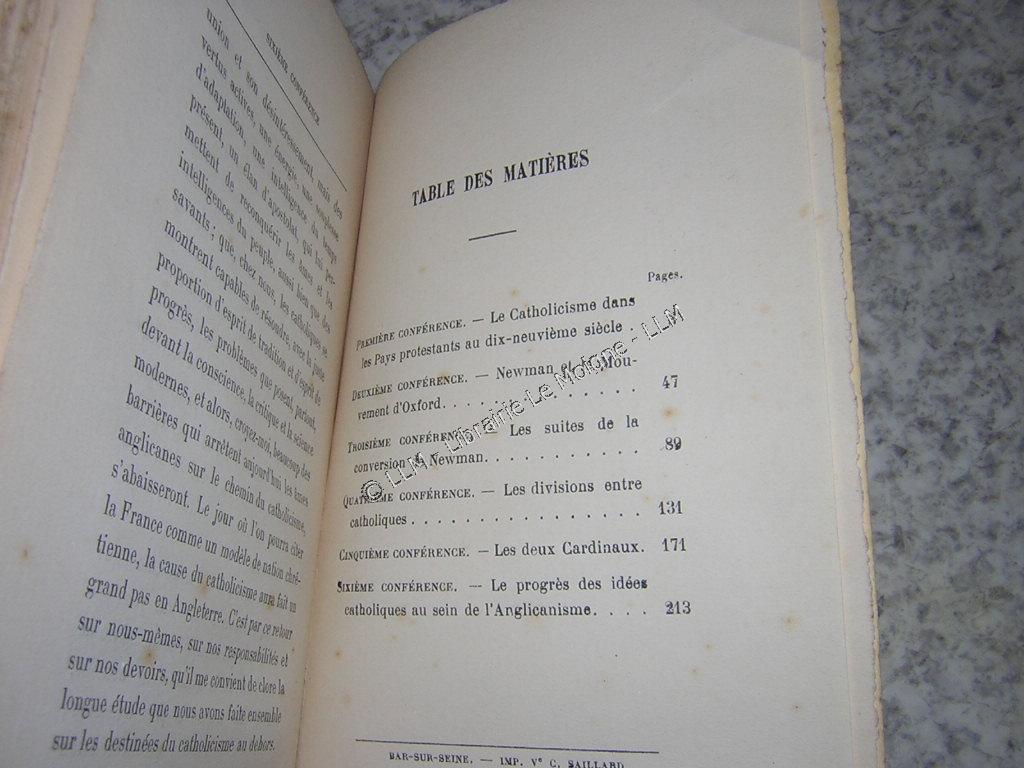 SIXIÈME CONFÉRENCE
union et son désintéressement, mais des
vertus actives, une énergie, une souplesse
d'adaptation, une intelligence du temps
présent, un élan d'apostolat, qui lui per-
mettent de reconquérir les âmes et les
intelligences du peuple, aussi bien que des
savants; que, chez nous, les catholiques se
montrent capables de résoudre, avec la juste
proportion d'esprit de tradition et d'esprit de
progrès, les problèmes que posent, partout,
devant la conscience, la critique et la science
modernes, et alors, croyez-moi, beaucoup des
barrières qui arrêtent aujourd'hui les âmes
anglicanes sur le chemin du catholicisme,
s'abaisseront. Le jour où l'on pourra citer
la France comme un modèle de nation chré-
tienne, la cause du catholicisme aura fait un
grand pas en Angleterre. C'est par ce retour
sur nous-mêmes, sur nos responsabilités et
sur nos devoirs, qu'il me convient de clore la
longue étude que nous avons faite ensemble
sur les destinées du catholicisme au dehors.
TABLE DES MATIÈRES
Pages.
PREMIÈRE CONFÉRENCE. — Le Catholicisme dans
les Pays protestants au dix-neuvième siècle .
DEUXIÈME CONFÉRENCE. — Newman et le Mou-
vement d'Oxford. . . . . . . . . . . . 47
TROISIÈME CONFÉRENCE. — Les suites de la
conversion de Newman. . . . . . . . . . . 89
QUATRIÈME CONFÉRENCE. — Les divisions entre
catholiques . . . . . . . . . . . . . . . 131
CINQUIÈME CONFÉRENCE. — Les deux Cardinaux. 171
SIXIÈME CONFÉRENCE. — Le progrès des idées
catholiques au sein de l'Anglicanisme. . . . 213
BAR-SUR-SEINE. — IMP. Ve C. SAILLARD
© LLM - Librairie Le Moigne - LLM